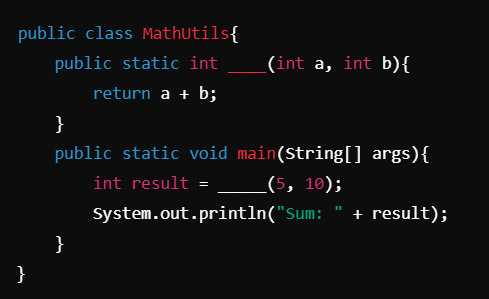 public class MathUtils{
    public static int ____(int a, int b){
        return a + b;
    }
    public static void main(String[] args){
        int result = _____(5, 10);
        System.out.println("Sum: " + result);
    }
}